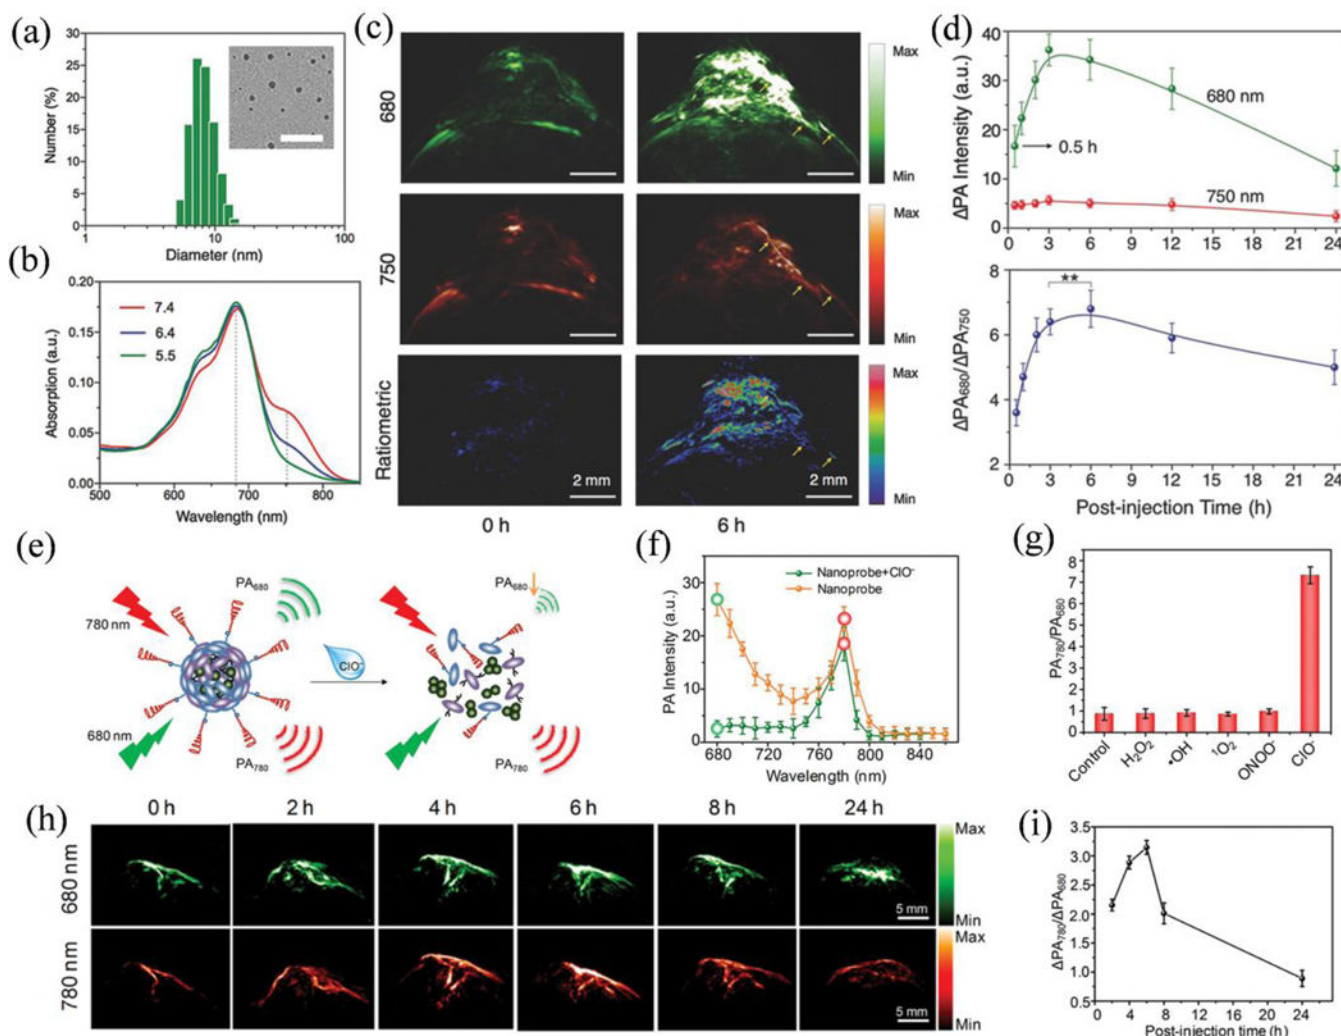 (a)
30
25
20
15
10
5
0
Number (%)
1
10
100
Diameter (nm)
(b)
0.20
0.15
0.10
0.05
0.00
Absorption (a.u.)
7.4
6.4
5.5
500
600
700
800
Wavelength (nm)
(c)
680
750
Ratiometric
Max
Min
Max
Min
Max
Min
2 mm
2 mm
0 h
6 h
(d)
40
35
30
25
20
15
10
5
0
ΔPA Intensity (a.u.)
680 nm
0.5 h
750 nm
0 3 6 9 12 15 18 21 24
8
6
4
2
ΔPA680/ΔPA750
**
0 3 6 9 12 15 18 21 24
Post-injection Time (h)
(e)
PA680
780 nm
680 nm
PA780
ClO-
PA680
PA780
(f)
30
20
10
0
PA Intensity (a.u.)
Nanoprobe+ClO-
Nanoprobe
680 720 760 800 840
Wavelength (nm)
(g)
8
7
6
5
4
3
2
1
0
PA780/PA680
Control
H2O2
•OH
1O2
ONOO-
ClO-
(h)
0 h
2 h
4 h
6 h
8 h
24 h
680 nm
Max
5 mm
Min
780 nm
Max
5 mm
Min
(i)
3.5
3.0
2.5
2.0
1.5
1.0
0.5
ΔPA780/ΔPA680
0 4 8 12 16 20 24
Post-injection time (h)